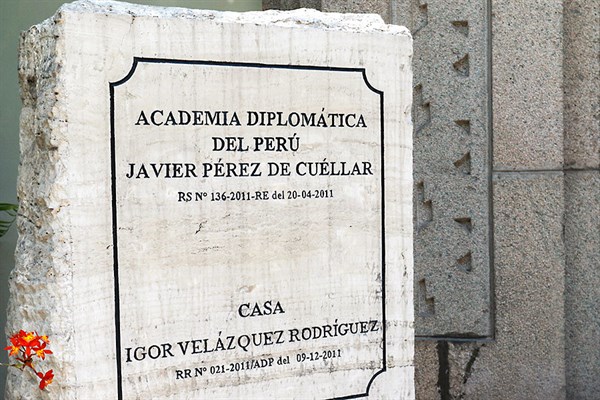 ACADEMIA DIPLOMÁTICA
DEL PERÚ
JAVIER PÉREZ DE CUÉLLAR
RS Nº 136-2011-RE del 20-04-2011
CASA
IGOR VELÁZQUEZ RODRÍGUEZ
RR Nº 021-2011/ADP del 09-12-2011